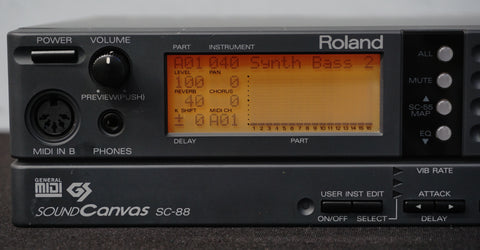 POWER
VOLUME
PREVIEW(PUSH)
MIDI IN B
PHONES
PART INSTRUMENT
Roland
A01 040 Synth Bass 2
LEVEL PAN
100 0
REVERB CHORUS
40 0
K SHIFT MIDI CH
± 0 A01
1 2 3 4 5 6 7 8 9 10 11 12 13 14 15 16
DELAY PART
ALL
MUTE
SC-55
MAP
EQ
GENERAL
MIDI GS
SOUND Canvas SC-88
VIB RATE
USER INST EDIT
ON/OFF SELECT
ATTACK
DELAY